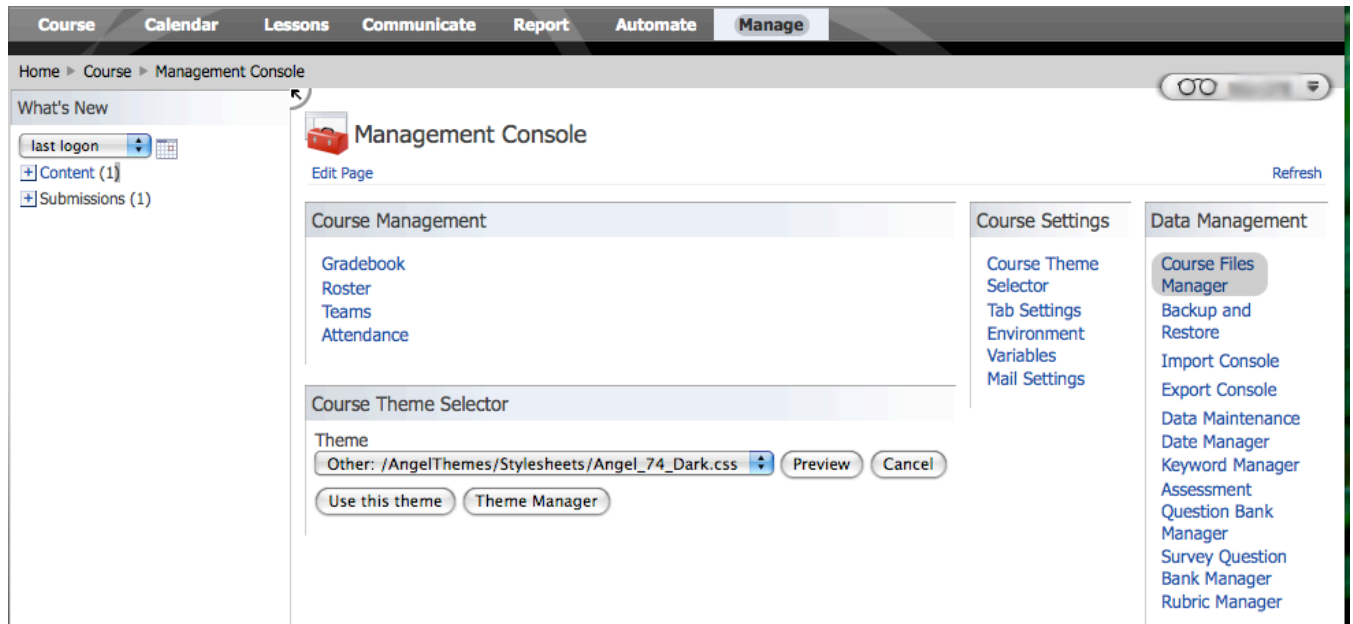 Course Calendar Lessons Communicate Report Automate Manage
Home Course Management Console
What's New
last logon
Content (1)
Submissions (1)
Management Console
Edit Page
Refresh
Course Management
Gradebook
Roster
Teams
Attendance
Course Theme Selector
Theme
Other: /AngelThemes/Stylesheets/Angel_74_Dark.css Preview Cancel
Use this theme Theme Manager
Course Settings
Course Theme
Selector
Tab Settings
Environment
Variables
Mail Settings
Data Management
Course Files
Manager
Backup and
Restore
Import Console
Export Console
Data Maintenance
Date Manager
Keyword Manager
Assessment
Question Bank
Manager
Survey Question
Bank Manager
Rubric Manager